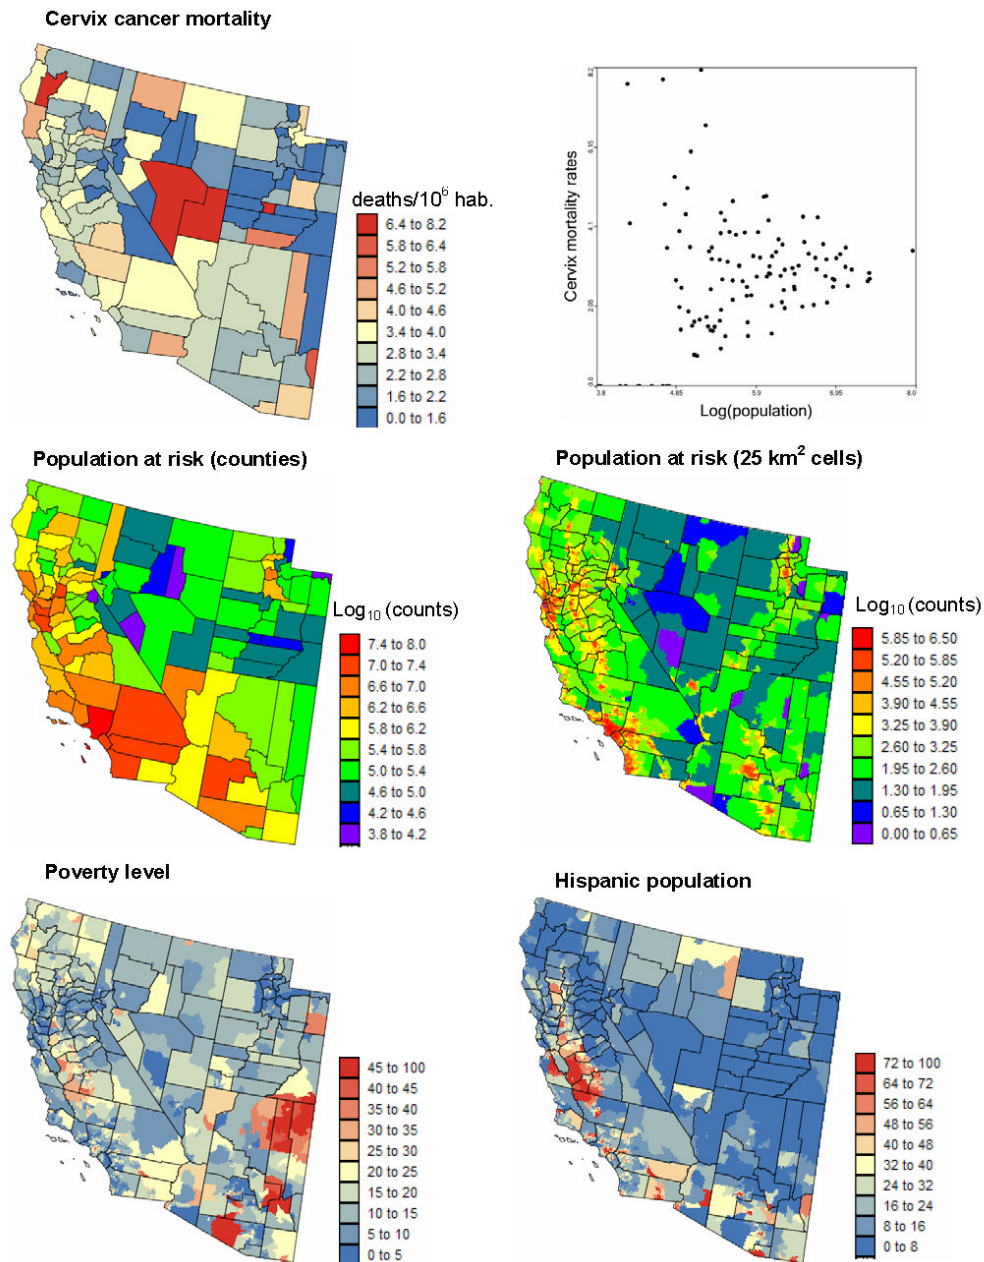 Cervix cancer mortality
deaths/10⁶ hab.
6.4 to 8.2
5.8 to 6.4
5.2 to 5.8
4.6 to 5.2
4.0 to 4.6
3.4 to 4.0
2.8 to 3.4
2.2 to 2.8
1.6 to 2.2
0.0 to 1.6
Cervix mortality rates
8.2
6.15
4.1
2.05
0.0
3.8 4.85 5.9 6.95 8.0
Log(population)
Population at risk (counties)
Log₁₀ (counts)
7.4 to 8.0
7.0 to 7.4
6.6 to 7.0
6.2 to 6.6
5.8 to 6.2
5.4 to 5.8
5.0 to 5.4
4.6 to 5.0
4.2 to 4.6
3.8 to 4.2
Population at risk (25 km² cells)
Log₁₀ (counts)
5.85 to 6.50
5.20 to 5.85
4.55 to 5.20
3.90 to 4.55
3.25 to 3.90
2.60 to 3.25
1.95 to 2.60
1.30 to 1.95
0.65 to 1.30
0.00 to 0.65
Poverty level
45 to 100
40 to 45
35 to 40
30 to 35
25 to 30
20 to 25
15 to 20
10 to 15
5 to 10
0 to 5
Hispanic population
72 to 100
64 to 72
56 to 64
48 to 56
40 to 48
32 to 40
24 to 32
16 to 24
8 to 16
0 to 8